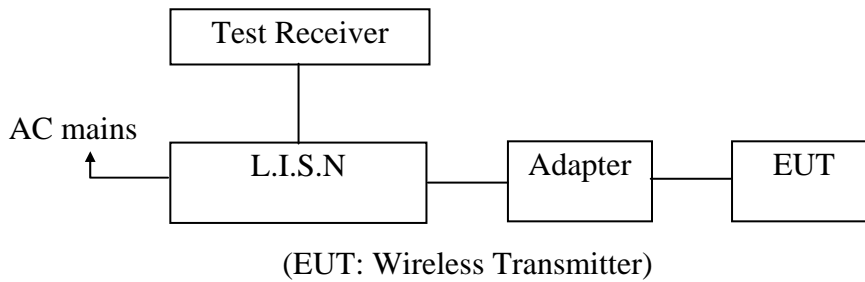 Test Receiver
AC mains
L.I.S.N
Adapter
EUT
(EUT: Wireless Transmitter)